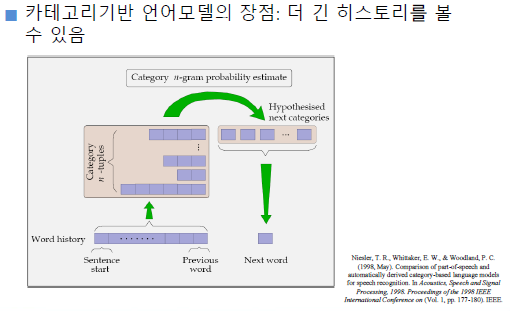 카테고리기반 언어모델의 장점: 더 긴 히스토리를 볼
수 있음
Category n-gram probability estimate
Hypothesised
next categories
Category
n-tuples
...
...
Word history
.......
Sentence
start
Previous
word
Next word
Niesler, T. R., Whittaker, E. W., & Woodland, P. C.
(1998, May). Comparison of part-of-speech and
automatically derived category-based language models
for speech recognition. In Acoustics, Speech and Signal
Processing, 1998. Proceedings of the 1998 IEEE
International Conference on (Vol. 1, pp. 177-180). IEEE.